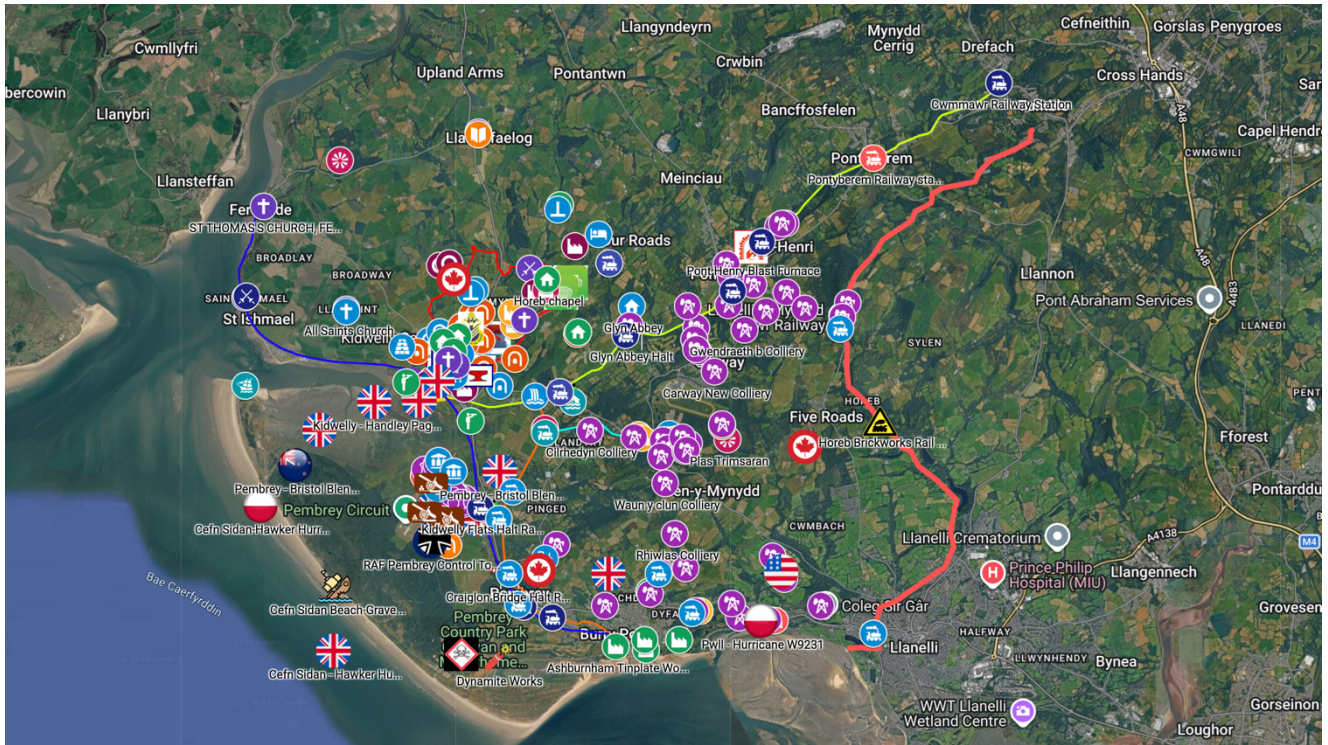 Llangyndeyrn
Mynydd
Cerrig
Cefneithin
Gorslas
Penygroes
Cwmllyfri
Drefach
Crwbin
Pontantwn
Upland Arms
Cross Hands
bercowin
Llanybri
Cwmmawr Railway Station
A48
Bancffosfelen
Capel Hendre
CWMGWILI
Llansteffan
Meinciau
Pontyberem Railway sta...
ST THOMAS'S CHURCH, FE...
BROADLAY
BROADWAY
Pont Henry Blast Furnace
Llannon
Horeb chapel
Pont Abraham Services
A483
St Ishmael
All Saints Church
Glyn Abbey
LLANEDI
SYLEN
Glyn Abbey Halt
Gwendraeth b Colliery
Carway New Colliery
HOREB
Five Roads
Kidwelly - Handley Pag...
Horeb Brickworks Rail ...
Fforest
Cilrhedyn Colliery
Plas Trimsaran
Pembrey - Bristol Blen...
Pembrey - Bristol Blen...
Pontarddu
Waun y clun Colliery
Pembrey Circuit
PINGED
Cefn Sidan-Hawker Hurr...
Kidwelly Flats Halt Ra...
CWMBACH
M4
Llanelli Crematorium
A4138
Rhiwlas Colliery
RAF Pembrey Control To...
Prince Philip
Hospital (MIU)
Llangennech
Bae Caerfyrddin
Craiglon Bridge Halt R...
Cefn Sidan Beach-Grave...
Coleg Sir Gâr
Grovesen
Pembrey
Country Park
HALFWAY
Pwll - Hurricane W9231
Llanelli
LLWYNHENDY
Bynea
Cefn Sidan - Hawker Hu...
Ashburnham Tinplate Wo...
Dynamite Works
WWT Llanelli
Wetland Centre
Gorseinon
Loughor